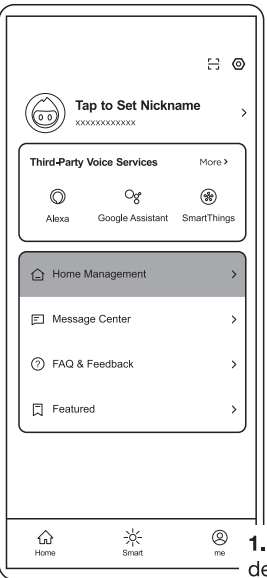 Tap to Set Nickname
xxxxxxxxxxxx
Third-Party Voice Services More
Alexa Google Assistant SmartThings
Home Management
Message Center
FAQ & Feedback
Featured
Home Smart me
1.
de